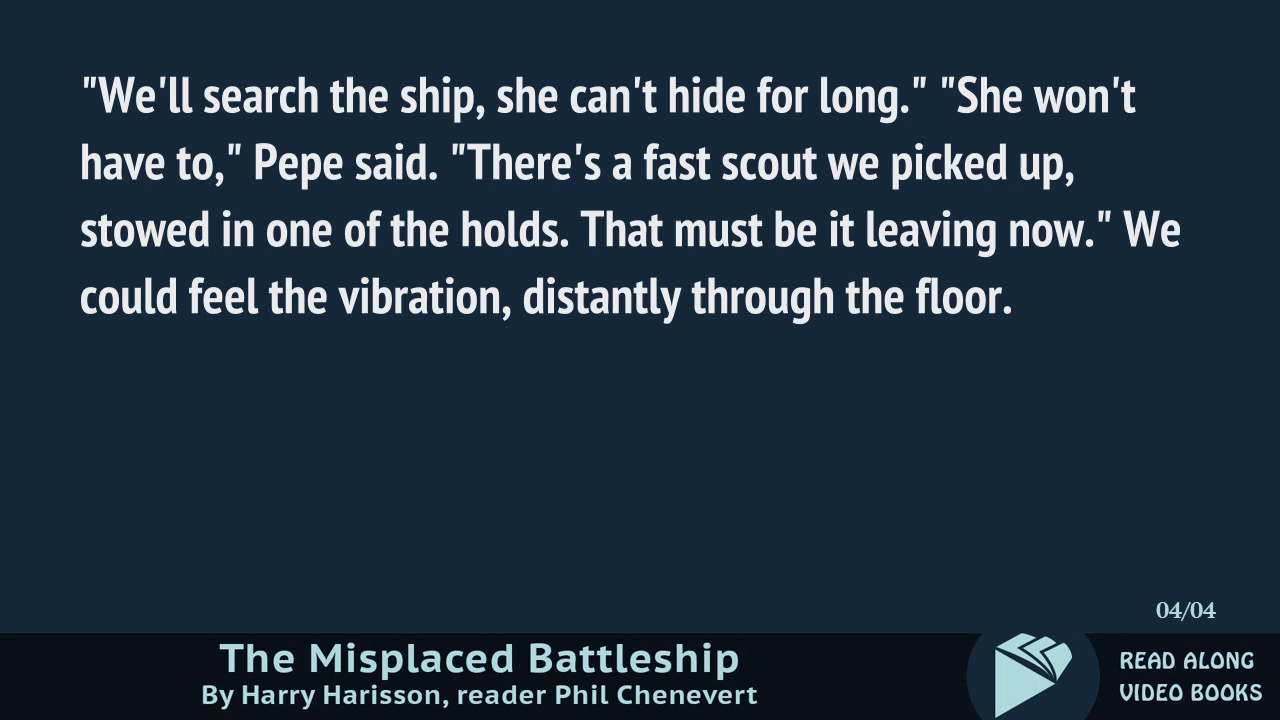 "We'll search the ship, she can't hide for long." "She won't
have to," Pepe said. "There's a fast scout we picked up,
stowed in one of the holds. That must be it leaving now." We
could feel the vibration, distantly through the floor.
04/04
The Misplaced Battleship
By Harry Harisson, reader Phil Chenevert
READ ALONG
VIDEO BOOKS